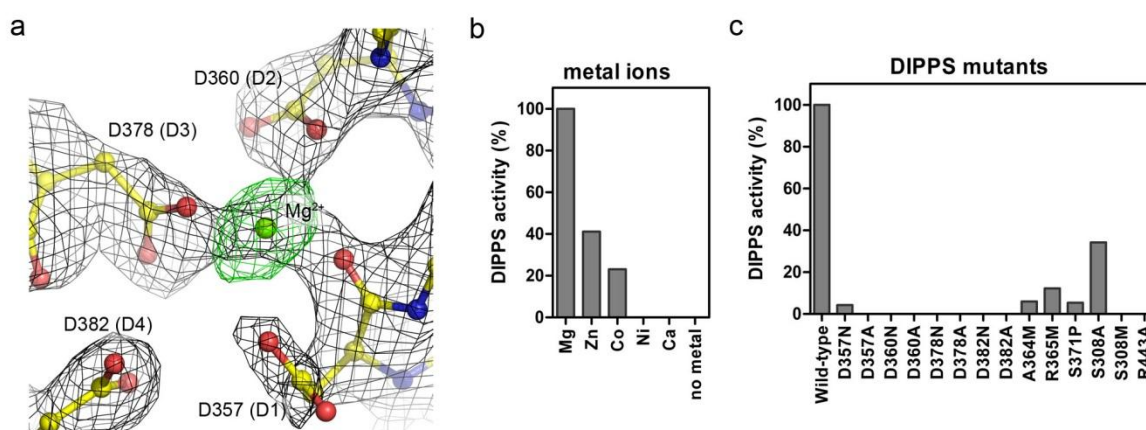 a
D360 (D2)
D378 (D3)
Mg²⁺
D382 (D4)
D357 (D1)
b
metal ions
DIPPS activity (%)
100
80
60
40
20
0
Mg
Zn
Co
Ni
Ca
no metal
c
DIPPS mutants
DIPPS activity (%)
100
80
60
40
20
0
Wild-type
D357N
D357A
D360N
D360A
D378N
D378A
D382N
D382A
A364M
R365M
S371P
S308A
S308M
R443A